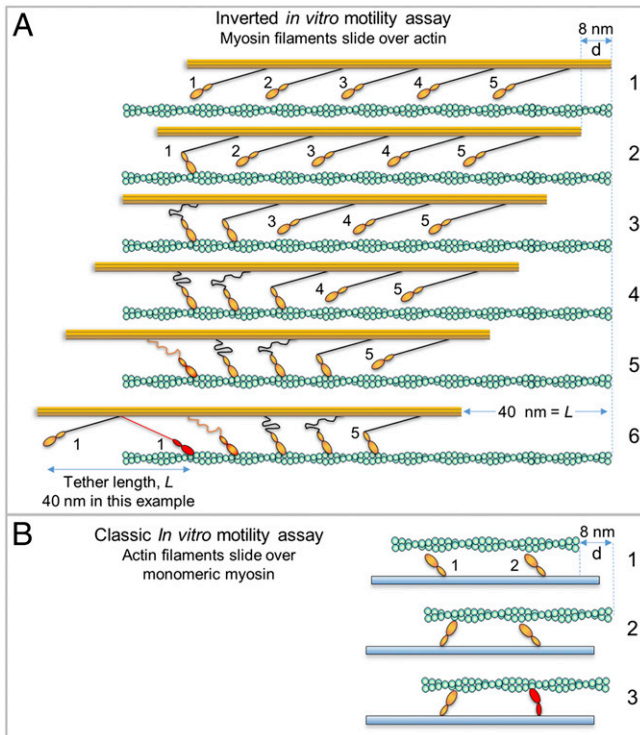 A
Inverted in vitro motility assay
Myosin filaments slide over actin
8 nm
d
1 2 3 4 5
1
1 2 3 4 5
2
3 4 5
3
4 5
4
5
5
40 nm = L
6
1 1 5
Tether length, L
40 nm in this example
B
Classic In vitro motility assay
Actin filaments slide over
monomeric myosin
8 nm
d
1 2
1
2
3